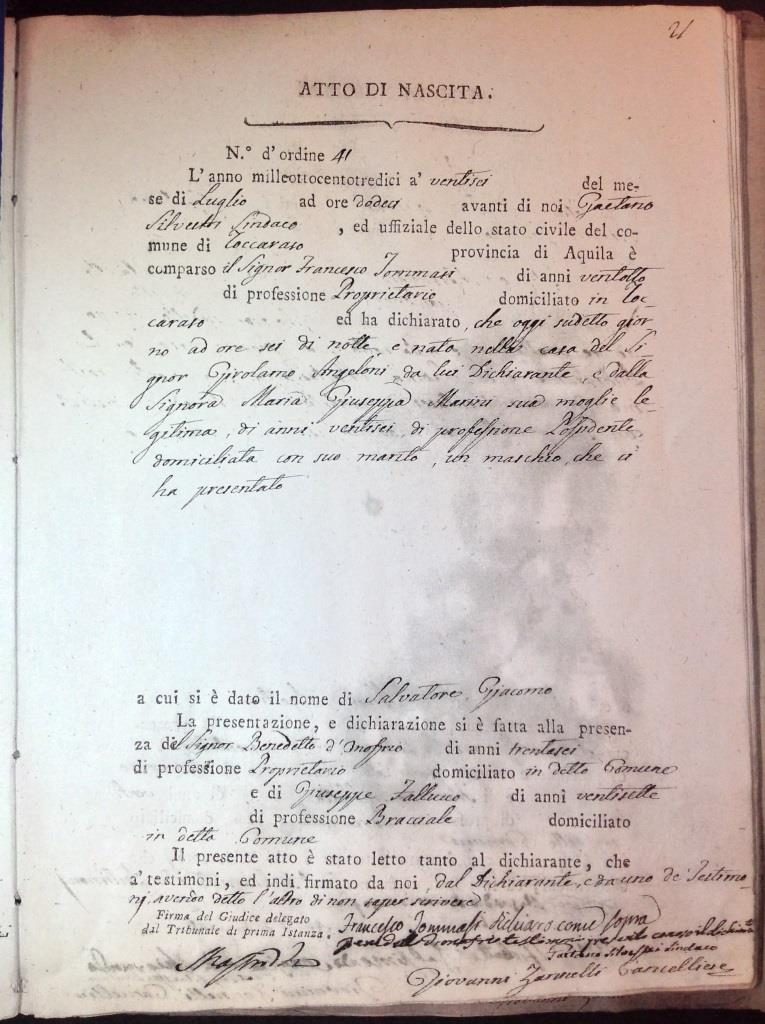 21
ATTO DI NASCITA.
N.° d'ordine 41
L'anno milleottocentotredici a' ventisei del me-
se di Luglio ad ore dodeci avanti di noi Gaetano
Silvestri Sindaco , ed uffiziale dello stato civile del co-
mune di Roccaraso provincia di Aquila è
comparso il Signor Francesco Tommasi di anni ventotto
di professione Proprietario domiciliato in Roc-
caraso ed ha dichiarato, che oggi sudetto gior
no ad ore sei di notte, è nato nella casa del Si
gnor Girolamo Angeloni, da lui Dichiarante, e dalla
Signora Maria Giuseppa Marini sua moglie le-
gitima, di anni ventisei, di professione Possidente
domiciliata con suo marito, un maschio, che ci
ha presentato
a cui si è dato il nome di Salvatore Giacomo
La presentazione, e dichiarazione si è fatta alla presen-
za del Signor Benedetto d'Onofrio di anni trentasei
di professione Proprietario domiciliato in detto Comune
e di Giuseppe di anni ventisette
di professione Bracciale domiciliato
in detto Comune
Il presente atto è stato letto tanto al dichiarante, che
a' testimoni, ed indi firmato da noi, dal Dichiarante, e da uno de' Testimo-
nj, avendo detto l'altro di non saper scrivere
Firma del Giudice delegato
dal Tribunale di prima Istanza.
Francesco Tommasi dichiaro come sopra
Gaetano Silvestri Sindaco
Giovanni Zannelli Cancelliere